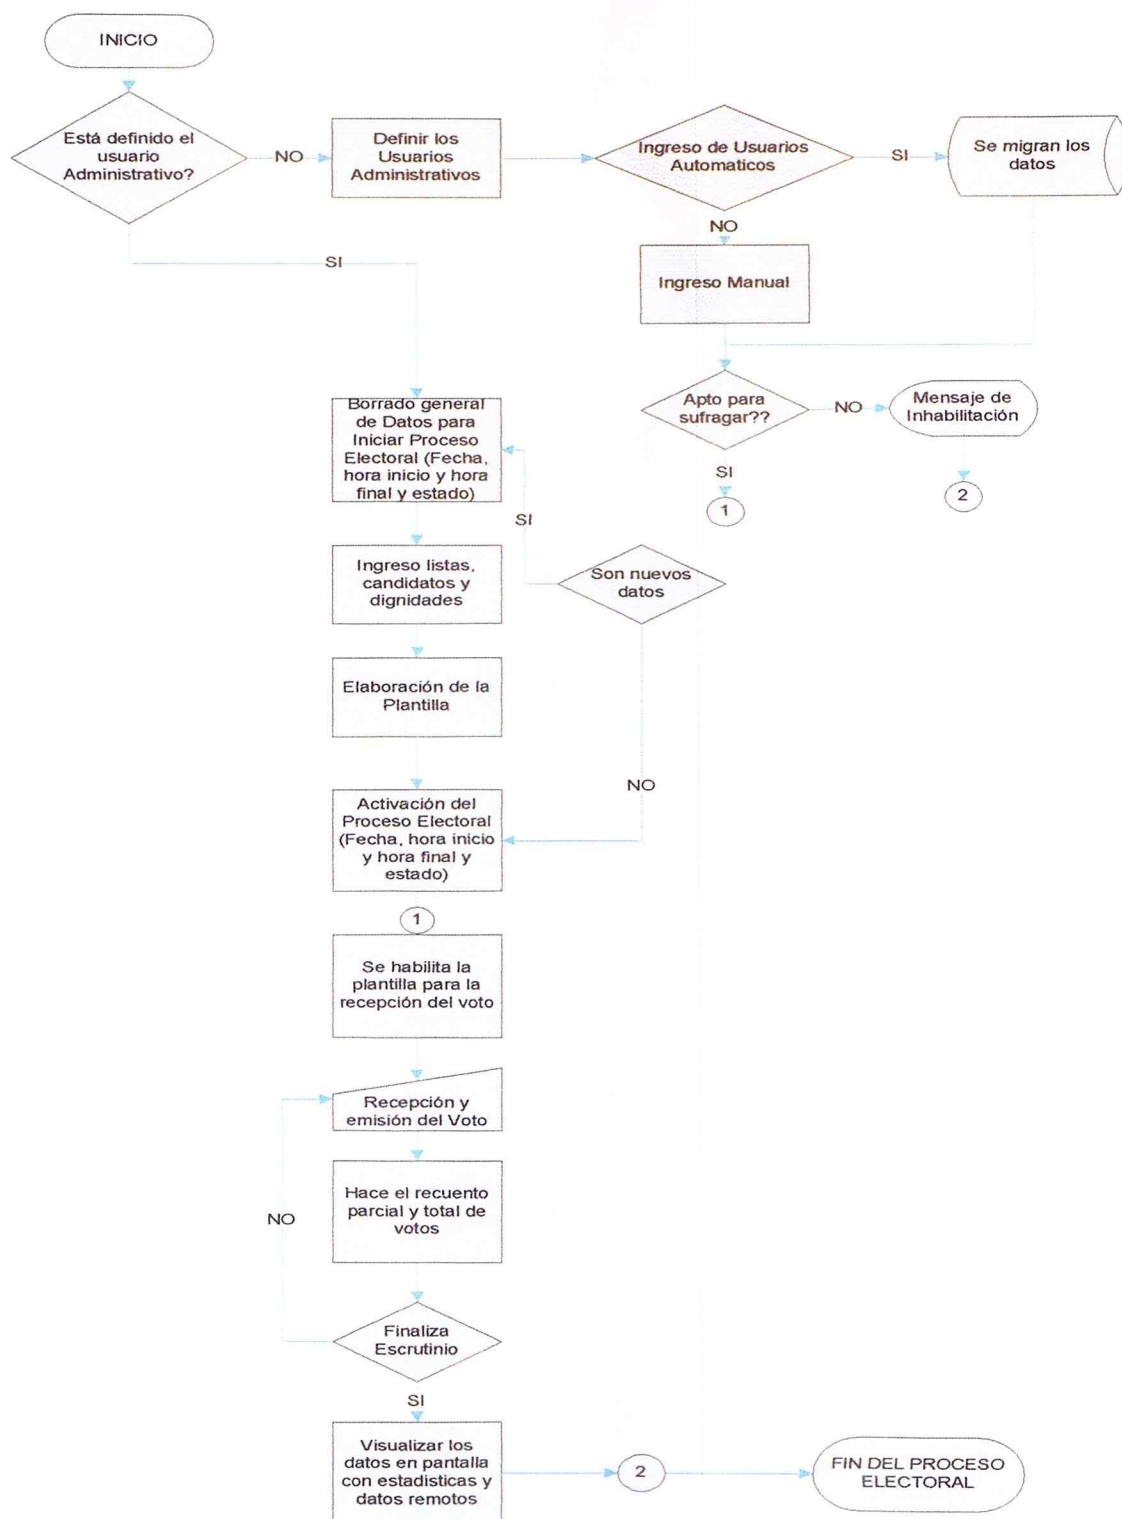 INICIO
Está definido el
usuario
Administrativo?
NO
Definir los
Usuarios
Administrativos
Ingreso de Usuarios
Automaticos
SI
Se migran los
datos
NO
Ingreso Manual
SI
Apto para
sufragar??
NO
Mensaje de
Inhabilitación
SI
1
2
Borrado general
de Datos para
Iniciar Proceso
Electoral (Fecha,
hora inicio y hora
final y estado)
SI
Son nuevos
datos
Ingreso listas,
candidatos y
dignidades
Elaboración de la
Plantilla
NO
Activación del
Proceso Electoral
(Fecha, hora inicio
y hora final y
estado)
1
Se habilita la
plantilla para la
recepción del voto
Recepción y
emisión del Voto
Hace el recuento
parcial y total de
votos
NO
Finaliza
Escrutinio
SI
Visualizar los
datos en pantalla
con estadisticas y
datos remotos
2
FIN DEL PROCESO
ELECTORAL